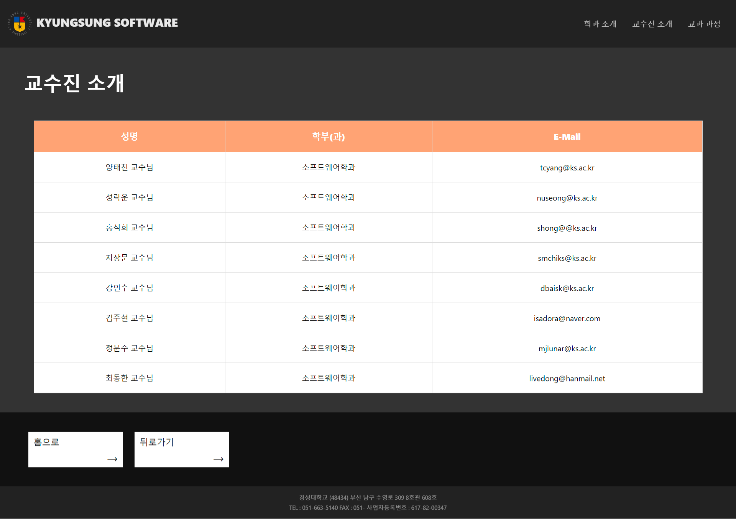 KYUNGSUNG SOFTWARE
학과 소개 교수진 소개 교과 과정
교수진 소개
성명 학부(과) E-Mail
양태천 교수님 소프트웨어학과 tcyang@ks.ac.kr
성낙운 교수님 소프트웨어학과 nuseong@ks.ac.kr
홍석희 교수님 소프트웨어학과 shong@@ks.ac.kr
지상문 교수님 소프트웨어학과 smchiks@ks.ac.kr
강인수 교수님 소프트웨어학과 dbaisk@ks.ac.kr
김주현 교수님 소프트웨어학과 isadora@naver.com
정문수 교수님 소프트웨어학과 mjlunar@ks.ac.kr
최동한 교수님 소프트웨어학과 livedong@hanmail.net
홈으로 뒤로가기
→ →
경성대학교 (48434) 부산 남구 수영로 309 8호관 608호
TEL : 051-663-5140 FAX : 051- 사업자등록번호 : 617-82-00347